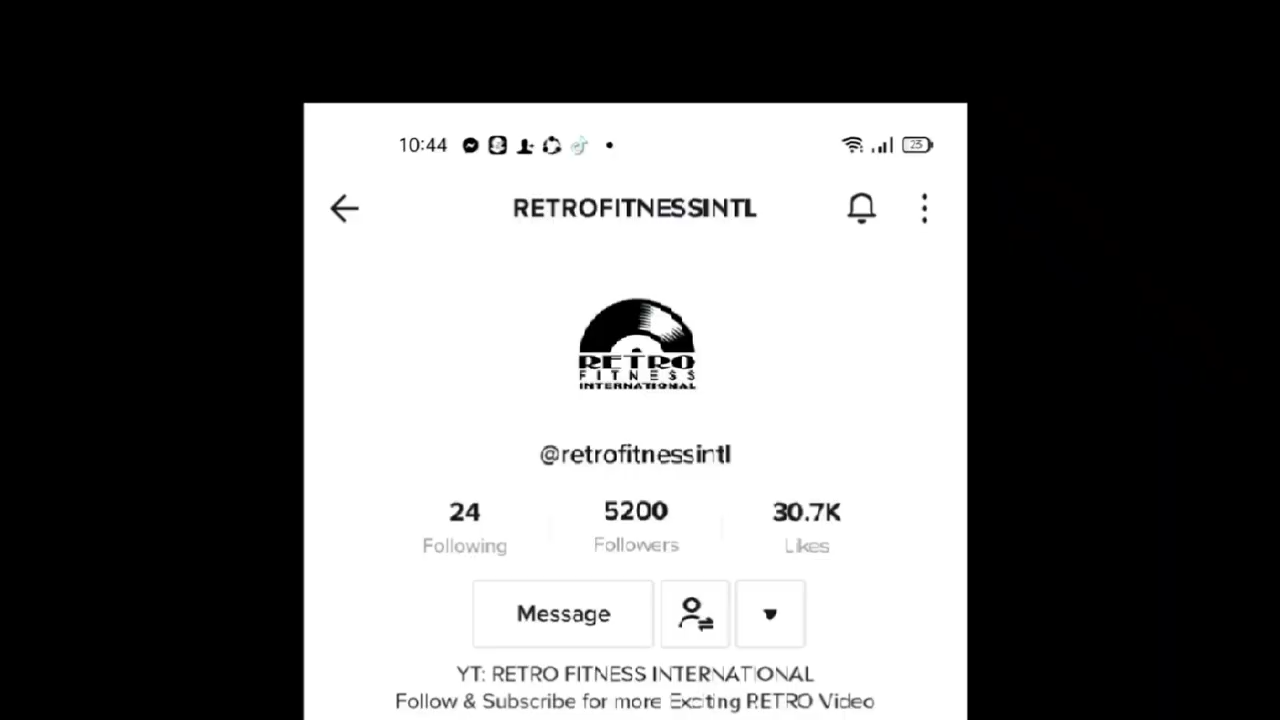 10:44
23
RETROFITNESSINTL
RETRO
FITNESS
INTERNATIONAL
@retrofitnessintl
24 5200 30.7K
Following Followers Likes
Message
YT: RETRO FITNESS INTERNATIONAL
Follow & Subscribe for more Exciting RETRO Video